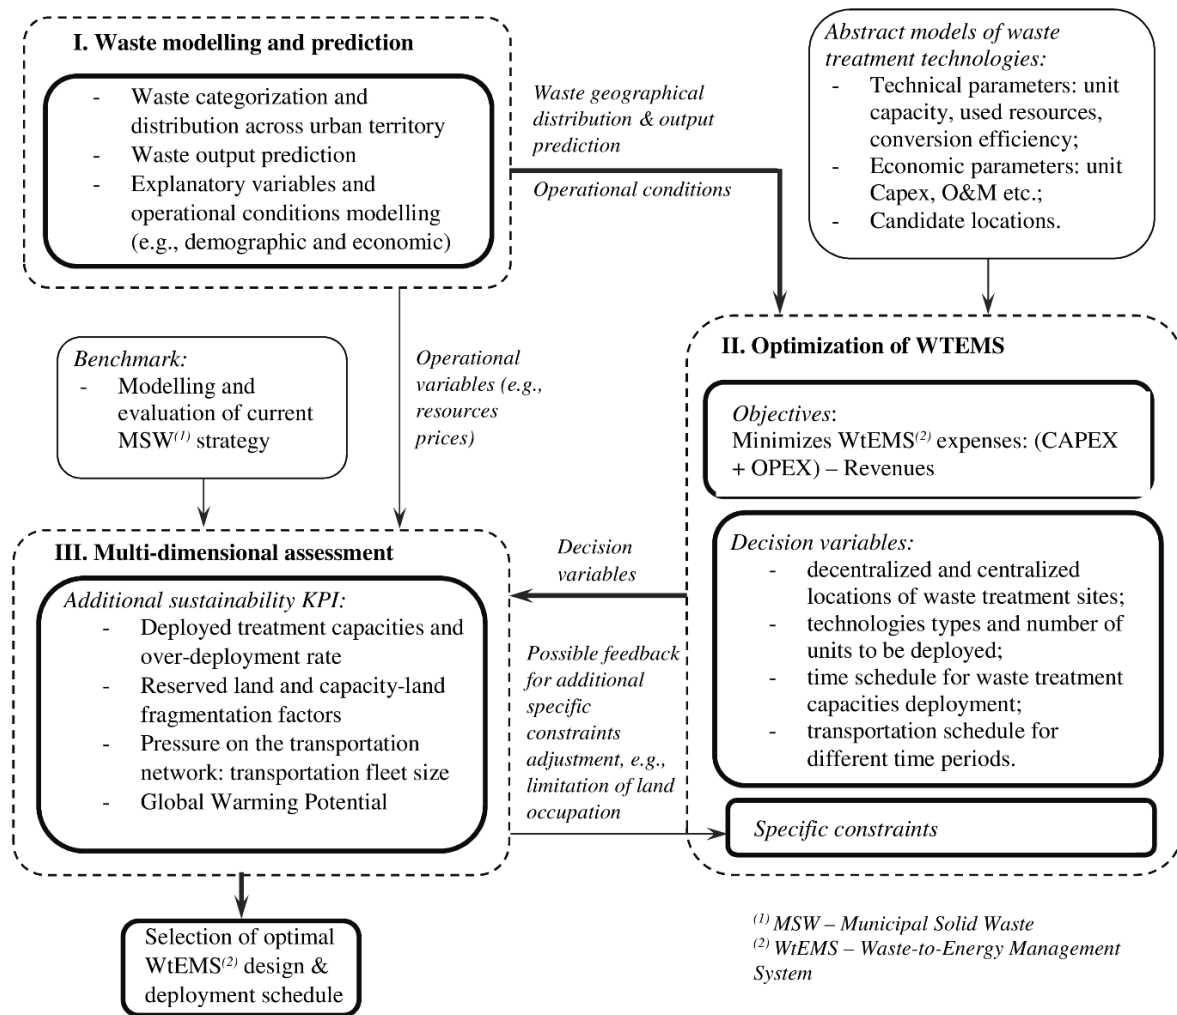 I. Waste modelling and prediction
- Waste categorization and
distribution across urban territory
- Waste output prediction
- Explanatory variables and
operational conditions modelling
(e.g., demographic and economic)
Waste geographical
distribution & output
prediction
Operational conditions
Abstract models of waste
treatment technologies:
- Technical parameters: unit
capacity, used resources,
conversion efficiency;
- Economic parameters: unit
Capex, O&M etc.;
- Candidate locations.
Benchmark:
- Modelling and
evaluation of current
MSW(1) strategy
Operational
variables (e.g.,
resources
prices)
II. Optimization of WTEMS
Objectives:
Minimizes WtEMS(2) expenses: (CAPEX
+ OPEX) – Revenues
Decision variables:
- decentralized and centralized
locations of waste treatment sites;
- technologies types and number of
units to be deployed;
- time schedule for waste treatment
capacities deployment;
- transportation schedule for
different time periods.
Specific constraints
III. Multi-dimensional assessment
Additional sustainability KPI:
- Deployed treatment capacities and
over-deployment rate
- Reserved land and capacity-land
fragmentation factors
- Pressure on the transportation
network: transportation fleet size
- Global Warming Potential
Decision
variables
Possible feedback
for additional
specific
constraints
adjustment, e.g.,
limitation of land
occupation
Selection of optimal
WtEMS(2) design &
deployment schedule
(1) MSW – Municipal Solid Waste
(2) WtEMS – Waste-to-Energy Management
System